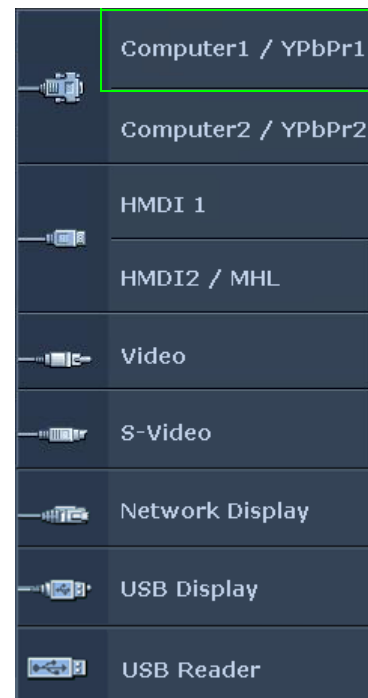 Computer1 / YPbPr1
Computer2 / YPbPr2
HMDI 1
HMDI2 / MHL
Video
S-Video
Network Display
USB Display
USB Reader